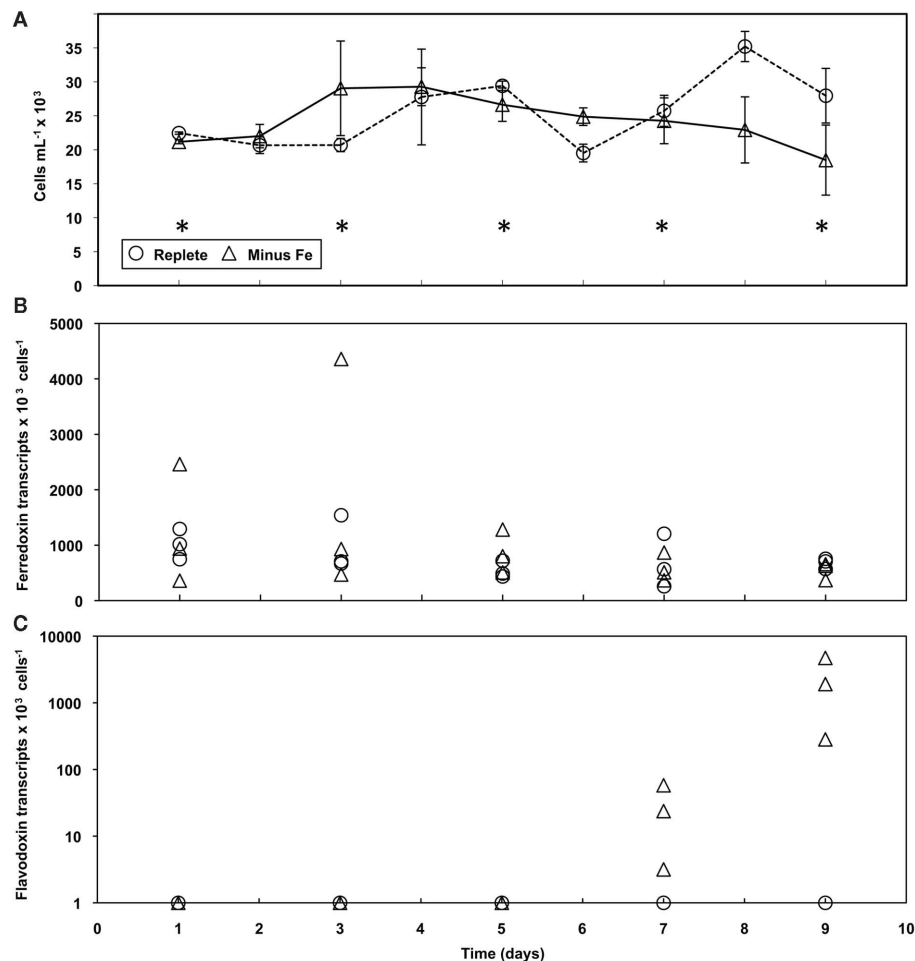 A
35
30
25
20
15
10
5
0
Cells mL⁻¹ x 10³
* * * * *
Replete Minus Fe
B
5000
4000
3000
2000
1000
0
Ferredoxin transcripts x 10³ cells⁻¹
C
10000
1000
100
10
1
Flavodoxin transcripts x 10³ cells⁻¹
0 1 2 3 4 5 6 7 8 9 10
Time (days)